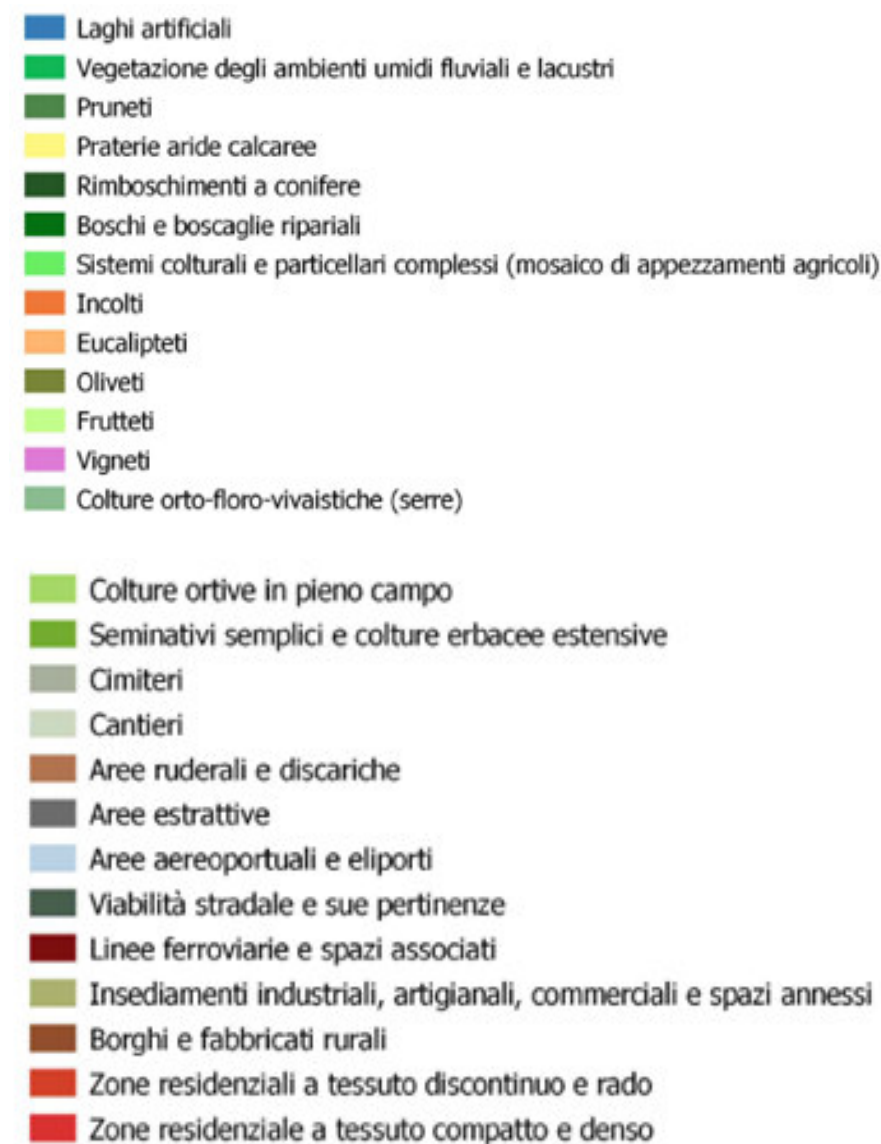 Laghi artificiali
Vegetazione degli ambienti umidi fluviali e lacustri
Pruneti
Praterie aride calcaree
Rimboschimenti a conifere
Boschi e boscaglie ripariali
Sistemi colturali e particellari complessi (mosaico di appezzamenti agricoli)
Incolti
Eucalipteti
Oliveti
Frutteti
Vigneti
Colture orto-floro-vivaistiche (serre)
Colture ortive in pieno campo
Seminativi semplici e colture erbacee estensive
Cimiteri
Cantieri
Aree ruderali e discariche
Aree estrattive
Aree aereoportuali e eliporti
Viabilità stradale e sue pertinenze
Linee ferroviarie e spazi associati
Insediamenti industriali, artigianali, commerciali e spazi annessi
Borghi e fabbricati rurali
Zone residenziali a tessuto discontinuo e rado
Zone residenziale a tessuto compatto e denso